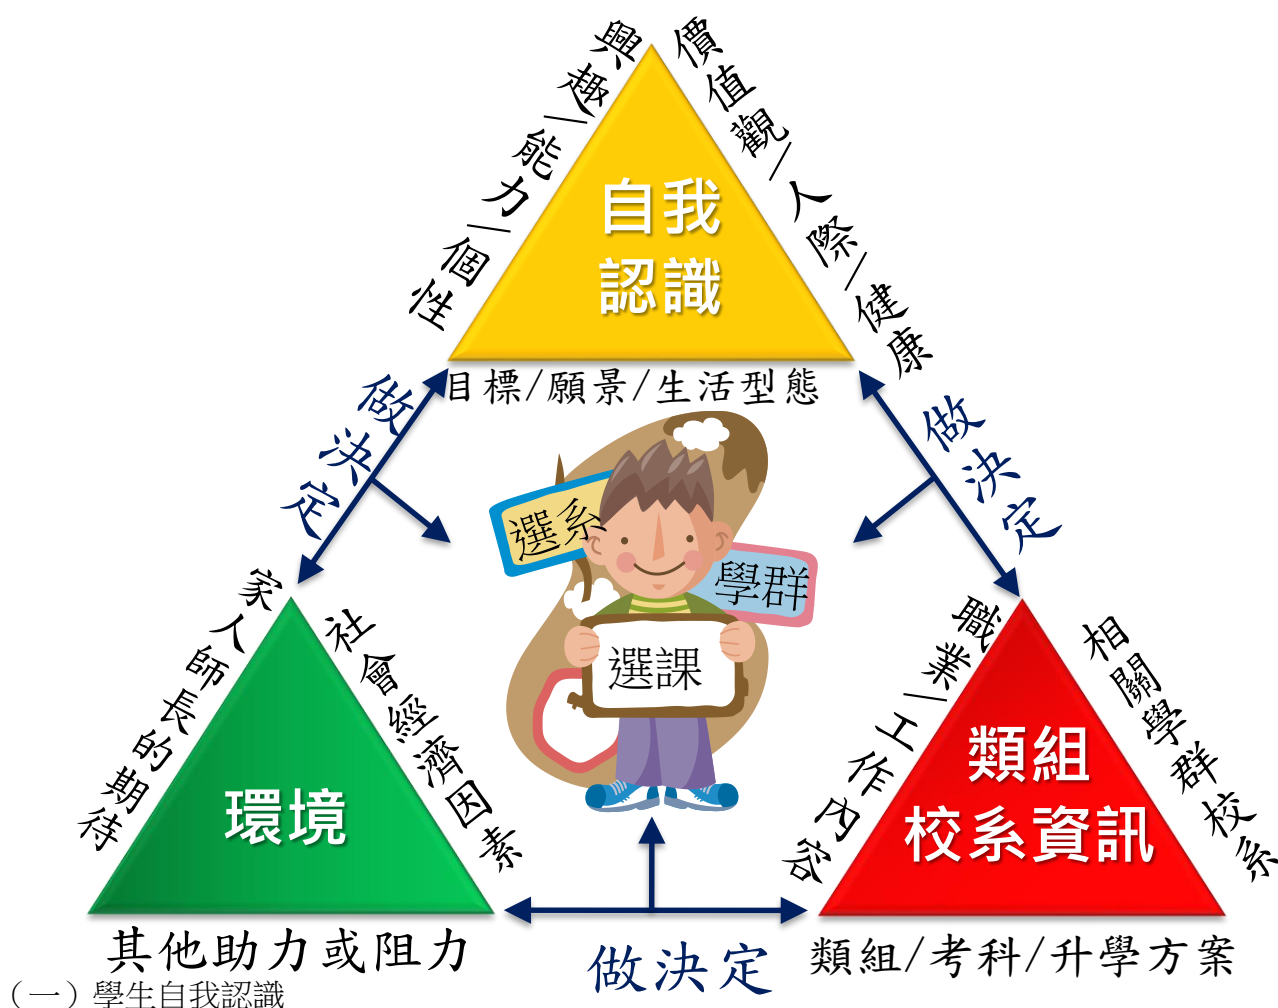 興趣/能力/個性
價值觀/人際/健康
自我
認識
目標/願景/生活型態
做決定
做決定
選系
學群
選課
家人師長的期待
社會經濟因素
環境
其他助力或阻力
職業/工作內容
相關學群校系
類組
校系資訊
類組/考科/升學方案
做決定
（一）學生自我認識